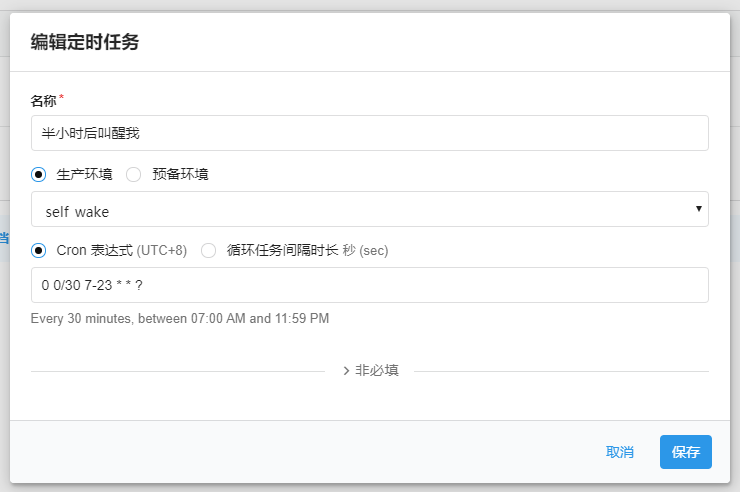 编辑定时任务
名称*
半小时后叫醒我
生产环境 预备环境
self wake
Cron 表达式 (UTC+8) 循环任务间隔时长 秒 (sec)
0 0/30 7-23 * * ?
Every 30 minutes, between 07:00 AM and 11:59 PM
非必填
取消 保存